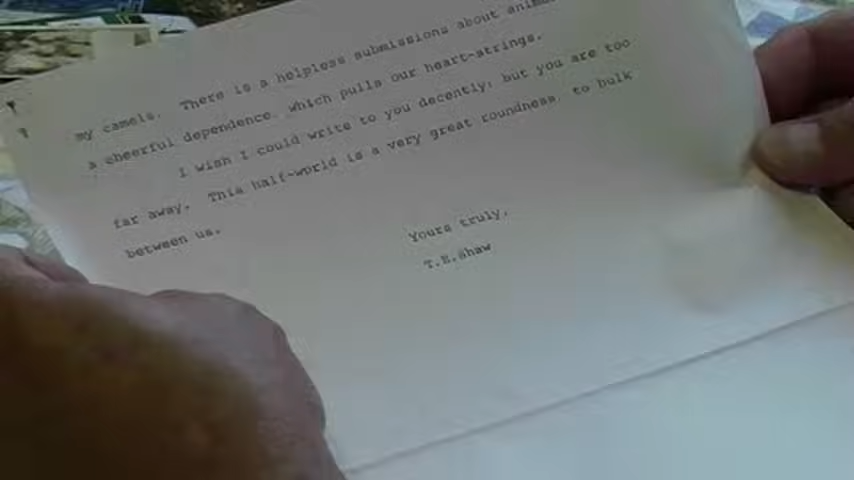 my camels. There is a helpless submissions about
a cheerful dependence, which pulls our heart-strings.
I wish I could write to you decently; but you are too
far away. This half-world is a very great roundness, to bulk
between us.
Yours truly,
T.E.Shaw